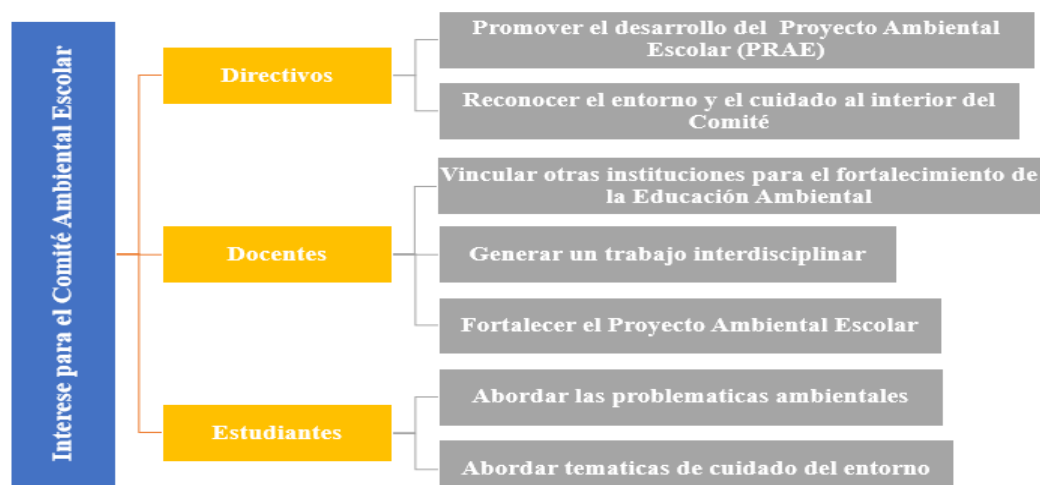 Interese para el Comité Ambiental Escolar
Directivos
Promover el desarrollo del Proyecto Ambiental
Escolar (PRAE)
Reconocer el entorno y el cuidado al interior del
Comité
Docentes
Vincular otras instituciones para el fortalecimiento de
la Educación Ambiental
Generar un trabajo interdisciplinar
Fortalecer el Proyecto Ambiental Escolar
Estudiantes
Abordar las problematicas ambientales
Abordar tematicas de cuidado del entorno